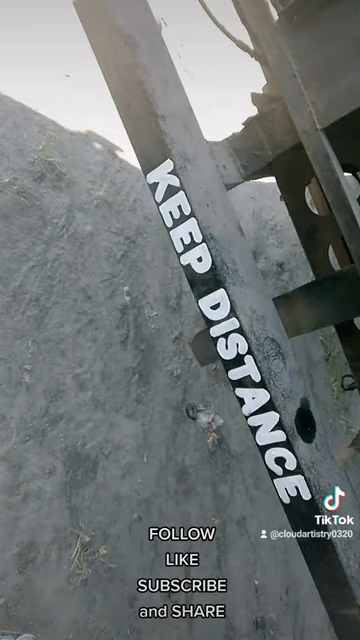 KEEP DISTANCE
TikTok
@cloudartistry0320
FOLLOW
LIKE
SUBSCRIBE
and SHARE